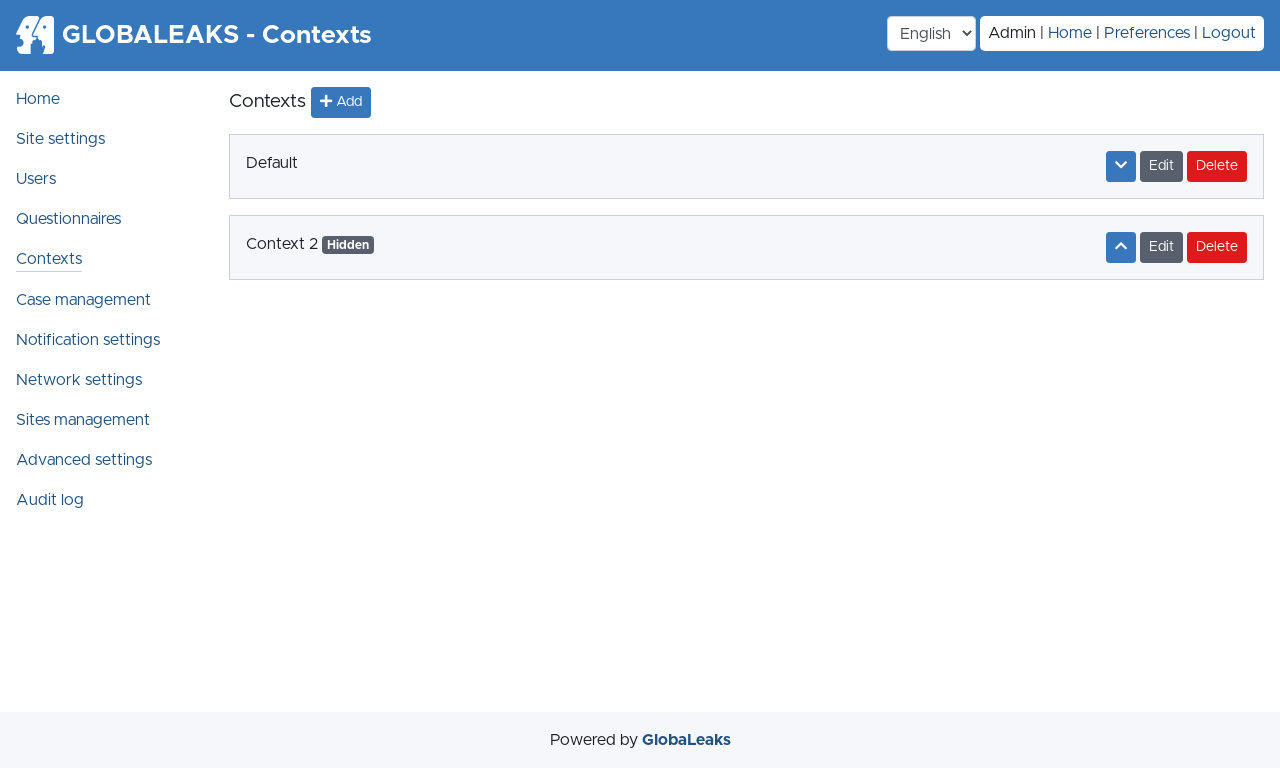 GLOBALEAKS - Contexts
English
Admin | Home | Preferences | Logout
Home
Site settings
Users
Questionnaires
Contexts
Case management
Notification settings
Network settings
Sites management
Advanced settings
Audit log
Contexts
Add
Default
Edit
Delete
Context 2 Hidden
Edit
Delete
Powered by GlobaLeaks